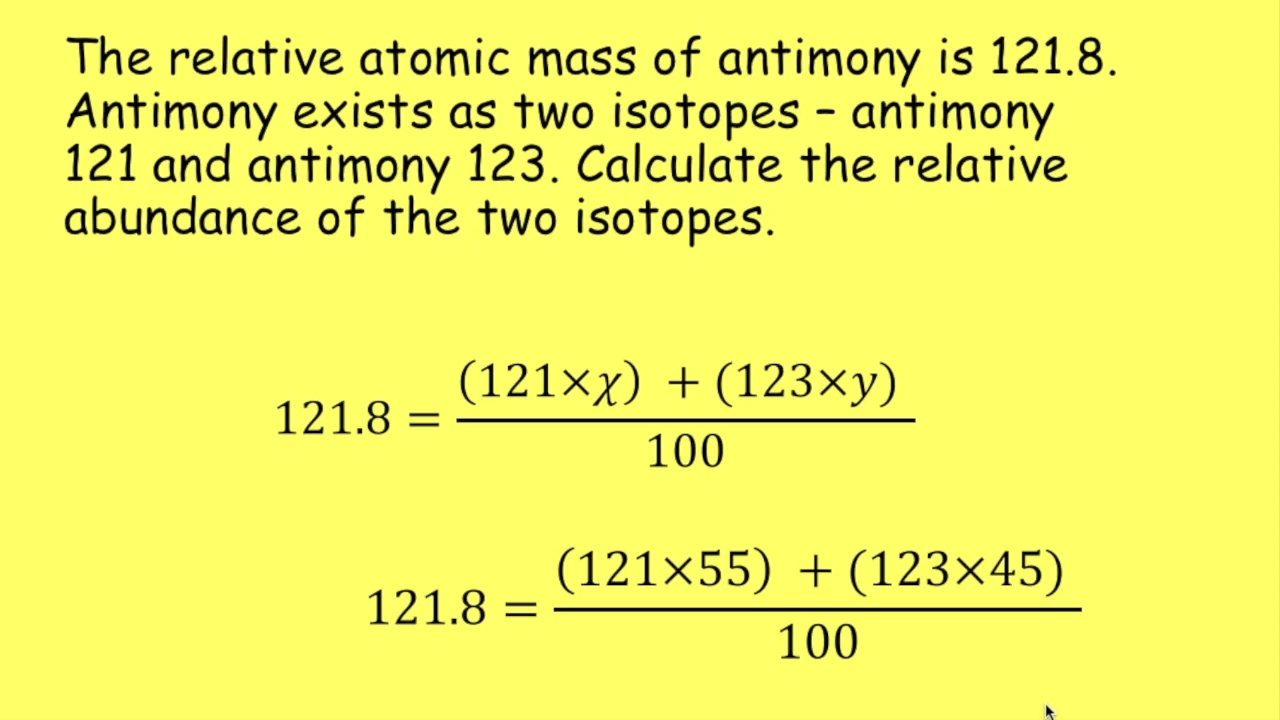 The relative atomic mass of antimony is 121.8.
Antimony exists as two isotopes – antimony
121 and antimony 123. Calculate the relative
abundance of the two isotopes.
121.8 = (121×χ) + (123×y)
100
121.8 = (121×55) + (123×45)
100